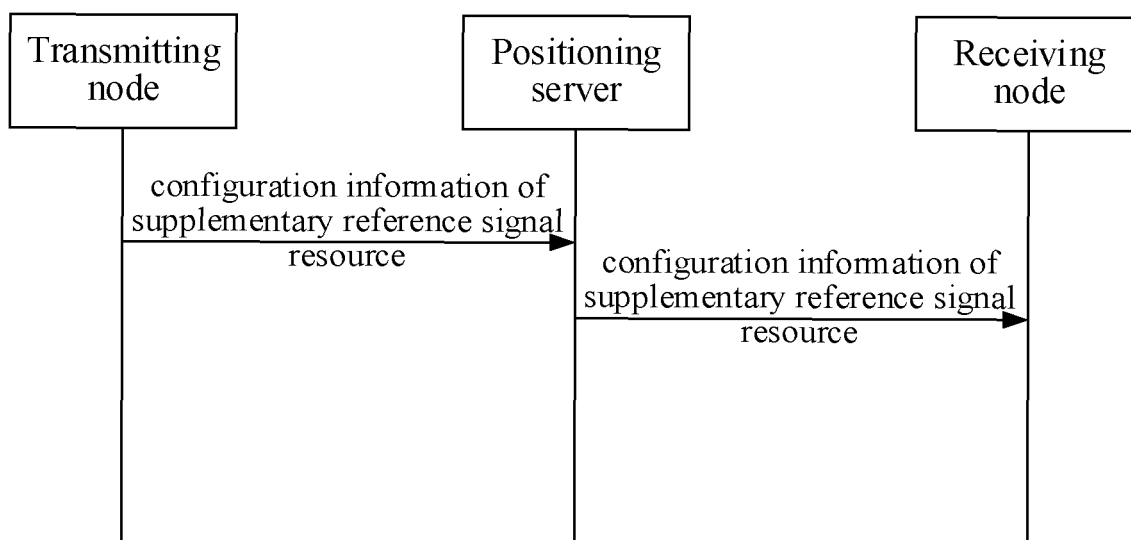 Transmitting
node
Positioning
server
Receiving
node
configuration information of
supplementary reference signal
resource
configuration information of
supplementary reference signal
resource